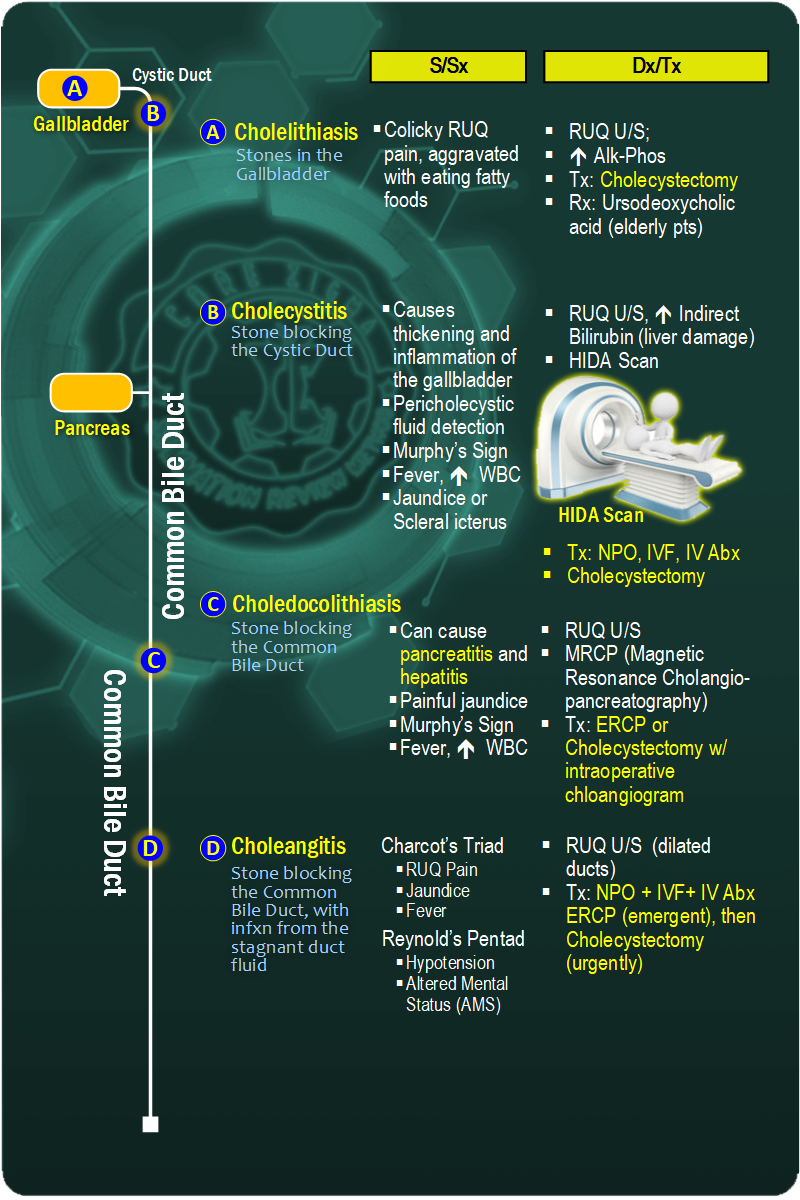 S/Sx
Dx/Tx
Cystic Duct
A
Gallbladder
B
Pancreas
Common Bile Duct
C
Common Bile Duct
D
A Cholelithiasis
Stones in the
Gallbladder
▪ Colicky RUQ
pain, aggravated
with eating fatty
foods
▪ RUQ U/S;
▪ ↑ Alk-Phos
▪ Tx: Cholecystectomy
▪ Rx: Ursodeoxycholic
acid (elderly pts)
B Cholecystitis
Stone blocking
the Cystic Duct
▪ Causes
thickening and
inflammation of
the gallbladder
▪ Pericholecystic
fluid detection
▪ Murphy's Sign
▪ Fever, ↑ WBC
▪ Jaundice or
Scleral icterus
▪ RUQ U/S, ↑ Indirect
Bilirubin (liver damage)
▪ HIDA Scan
HIDA Scan
▪ Tx: NPO, IVF, IV Abx
▪ Cholecystectomy
C Choledocolithiasis
Stone blocking
the Common
Bile Duct
▪ Can cause
pancreatitis and
hepatitis
▪ Painful jaundice
▪ Murphy's Sign
▪ Fever, ↑ WBC
▪ RUQ U/S
▪ MRCP (Magnetic
Resonance Cholangio-
pancreatography)
▪ Tx: ERCP or
Cholecystectomy w/
intraoperative
chloangiogram
D Choleangitis
Stone blocking
the Common
Bile Duct, with
infxn from the
stagnant duct
fluid
Charcot's Triad
▪ RUQ Pain
▪ Jaundice
▪ Fever
Reynold's Pentad
▪ Hypotension
▪ Altered Mental
Status (AMS)
▪ RUQ U/S (dilated
ducts)
▪ Tx: NPO + IVF+ IV Abx
ERCP (emergent), then
Cholecystectomy
(urgently)